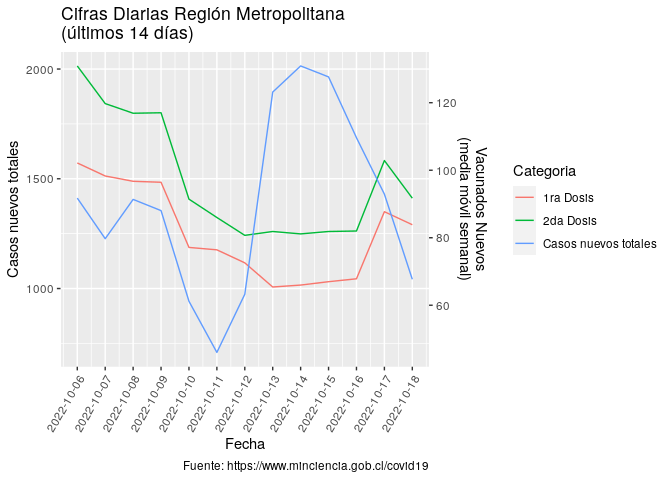 Cifras Diarias Región Metropolitana
(últimos 14 días)
Casos nuevos totales
2000
1500
1000
120
100
80
60
Vacunados Nuevos
(media móvil semanal)
2022-10-06
2022-10-07
2022-10-08
2022-10-09
2022-10-10
2022-10-11
2022-10-12
2022-10-13
2022-10-14
2022-10-15
2022-10-16
2022-10-17
2022-10-18
Fecha
Categoria
1ra Dosis
2da Dosis
Casos nuevos totales
Fuente: https://www.minciencia.gob.cl/covid19